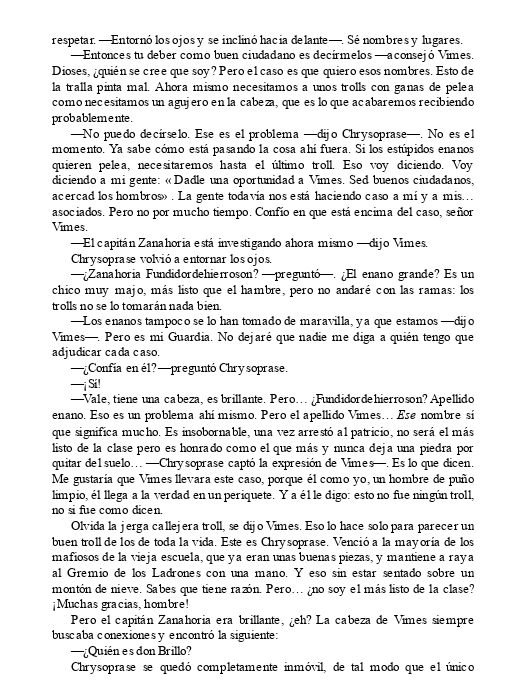 respetar. —Entornó los ojos y se inclinó hacia delante—. Sé nombres y lugares.
—Entonces tu deber como buen ciudadano es decírmelos —aconsejó Vimes.
Dioses, ¿quién se cree que soy? Pero el caso es que quiero esos nombres. Esto de
la tralla pinta mal. Ahora mismo necesitamos a unos trolls con ganas de pelea
como necesitamos un agujero en la cabeza, que es lo que acabaremos recibiendo
probablemente.
—No puedo decírselo. Ese es el problema —dijo Chrysoprase—. No es el
momento. Ya sabe cómo está pasando la cosa ahí fuera. Si los estúpidos enanos
quieren pelea, necesitaremos hasta el último troll. Eso voy diciendo. Voy
diciendo a mi gente: «Dadle una oportunidad a Vimes. Sed buenos ciudadanos,
acercad los hombros» . La gente todavía nos está haciendo caso a mí y a mis…
asociados. Pero no por mucho tiempo. Confío en que está encima del caso, señor
Vimes.
—El capitán Zanahoria está investigando ahora mismo —dijo Vimes.
Chrysoprase volvió a entornar los ojos.
—¿Zanahoria Fundidordehierroson? —preguntó—. ¿El enano grande? Es un
chico muy majo, más listo que el hambre, pero no andaré con las ramas: los
trolls no se lo tomarán nada bien.
—Los enanos tampoco se lo han tomado de maravilla, ya que estamos —dijo
Vimes—. Pero es mi Guardia. No dejaré que nadie me diga a quién tengo que
adjudicar cada caso.
—¿Confía en él? —preguntó Chrysoprase.
—¡Sí!
—Vale, tiene una cabeza, es brillante. Pero… ¿Fundidordehierroson? Apellido
enano. Eso es un problema ahí mismo. Pero el apellido Vimes… Ese nombre sí
que significa mucho. Es insobornable, una vez arrestó al patricio, no será el más
listo de la clase pero es honrado como el que más y nunca deja una piedra por
quitar del suelo… —Chrysoprase captó la expresión de Vimes—. Es lo que dicen.
Me gustaría que Vimes llevara este caso, porque él como yo, un hombre de puño
limpio, él llega a la verdad en un periquete. Y a él le digo: esto no fue ningún troll,
no si fue como dicen.
Olvida la jerga callejera troll, se dijo Vimes. Eso lo hace solo para parecer un
buen troll de los de toda la vida. Este es Chrysoprase. Venció a la mayoría de los
mafiosos de la vieja escuela, que ya eran unas buenas piezas, y mantiene a raya
al Gremio de los Ladrones con una mano. Y eso sin estar sentado sobre un
montón de nieve. Sabes que tiene razón. Pero… ¿no soy el más listo de la clase?
¡Muchas gracias, hombre!
Pero el capitán Zanahoria era brillante, ¿eh? La cabeza de Vimes siempre
buscaba conexiones y encontró la siguiente:
—¿Quién es don Brillo?
Chrysoprase se quedó completamente inmóvil, de tal modo que el único